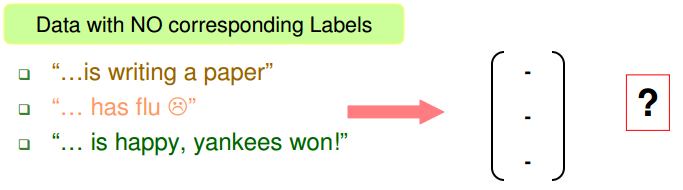 Data with NO corresponding Labels
❑ “…is writing a paper”
❑ “… has flu ☹”
❑ “… is happy, yankees won!”
-
-
-
?